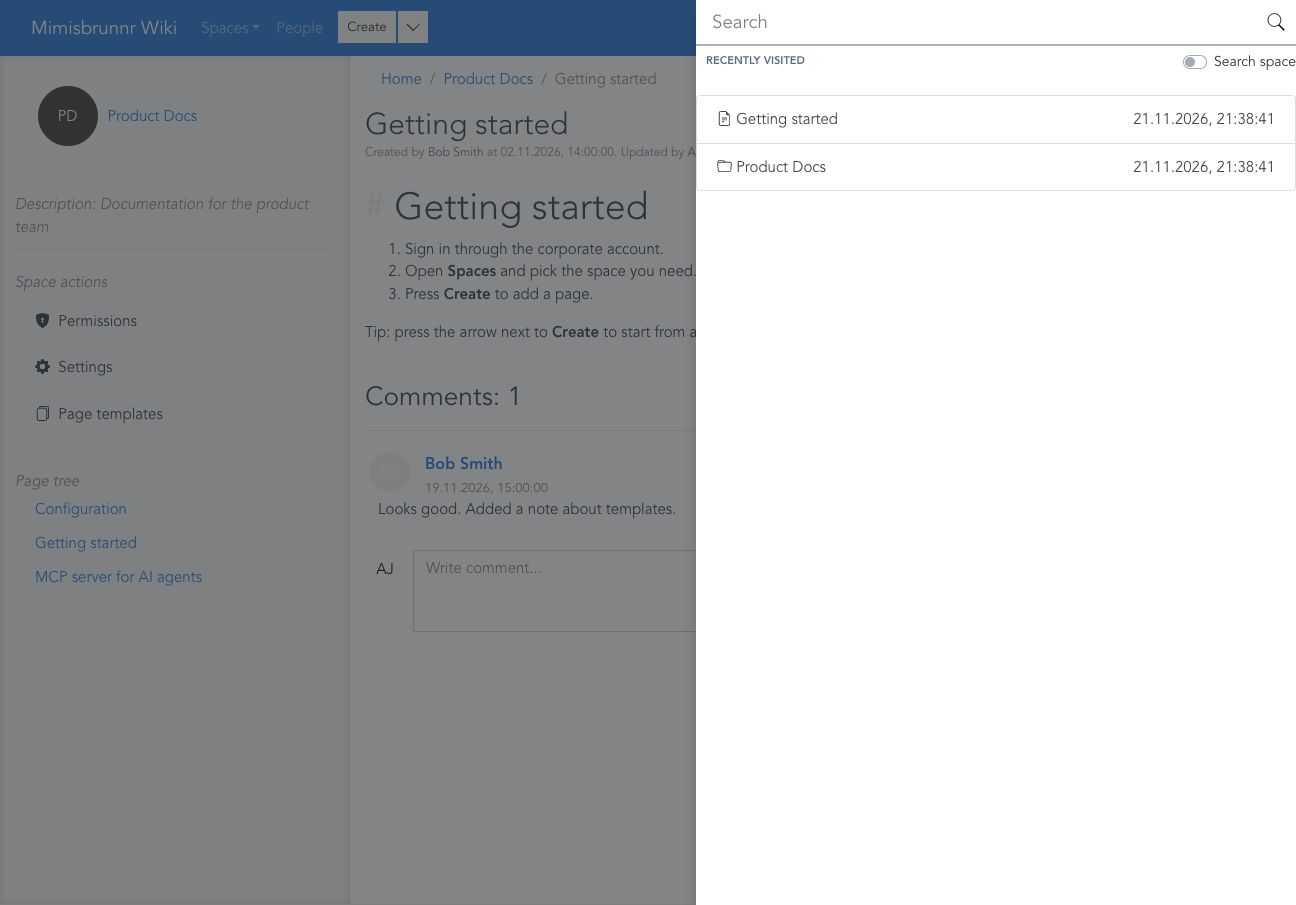 Mimisbrunnr Wiki Spaces People Create
Search
RECENTLY VISITED
Search space
Getting started 21.11.2026, 21:38:41
Product Docs 21.11.2026, 21:38:41
PD Product Docs
Description: Documentation for the product
team
Space actions
Permissions
Settings
Page templates
Page tree
Configuration
Getting started
MCP server for AI agents
Home / Product Docs / Getting started
Getting started
Created by Bob Smith at 02.11.2026, 14:00:00. Updated by A
# Getting started
1. Sign in through the corporate account.
2. Open Spaces and pick the space you need.
3. Press Create to add a page.
Tip: press the arrow next to Create to start from a
Comments: 1
BS Bob Smith
19.11.2026, 15:00:00
Looks good. Added a note about templates.
AJ Write comment...